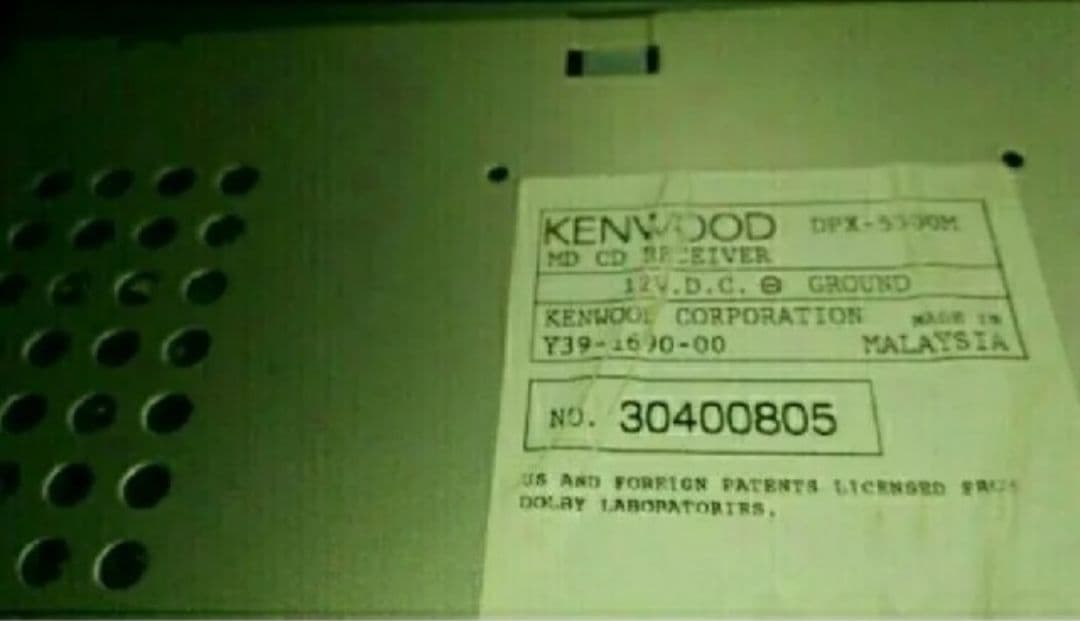 KENWOOD
MD CD RECEIVER
12V.D.C. ⊖ GROUND
KENWOOD CORPORATION MADE IN
MALAYSIA
NO. 30400805
US AND FOREIGN PATENTS LICENSED FROM
DOLBY LABORATORIES.